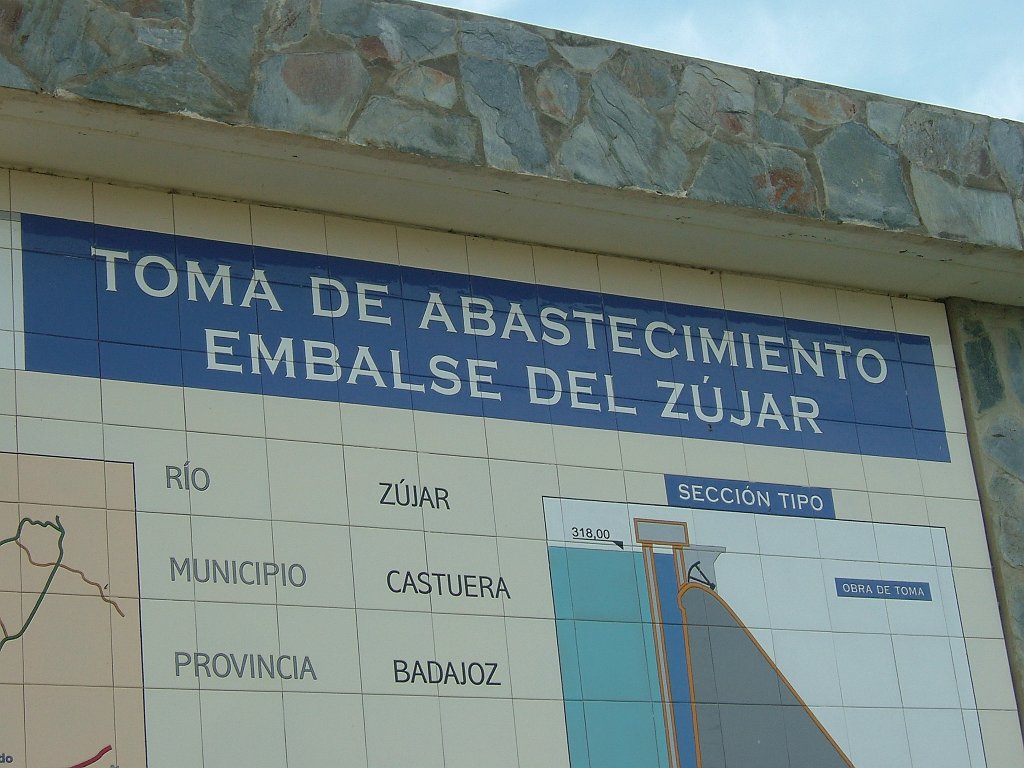 TOMA DE ABASTECIMIENTO
EMBALSE DEL ZÚJAR
RÍO ZÚJAR
MUNICIPIO CASTUERA
PROVINCIA BADAJOZ
SECCIÓN TIPO
318,00
OBRA DE TOMA